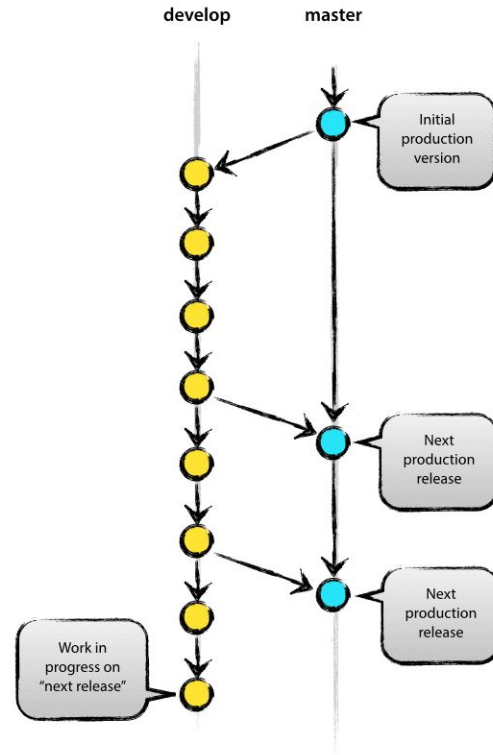 develop
master
Initial
production
version
Next
production
release
Next
production
release
Work in
progress on
“next release”